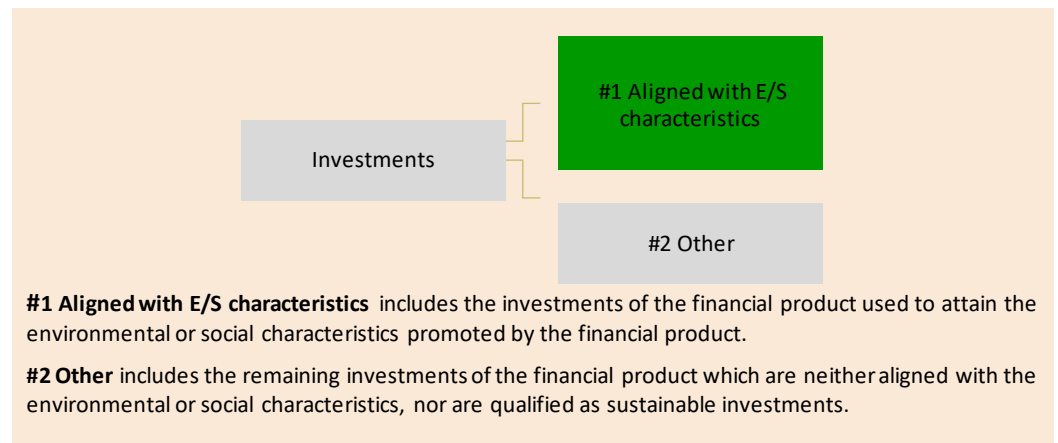 #1 Aligned with E/S
characteristics
Investments
#2 Other
#1 Aligned with E/S characteristics includes the investments of the financial product used to attain the
environmental or social characteristics promoted by the financial product.
#2 Other includes the remaining investments of the financial product which are neither aligned with the
environmental or social characteristics, nor are qualified as sustainable investments.